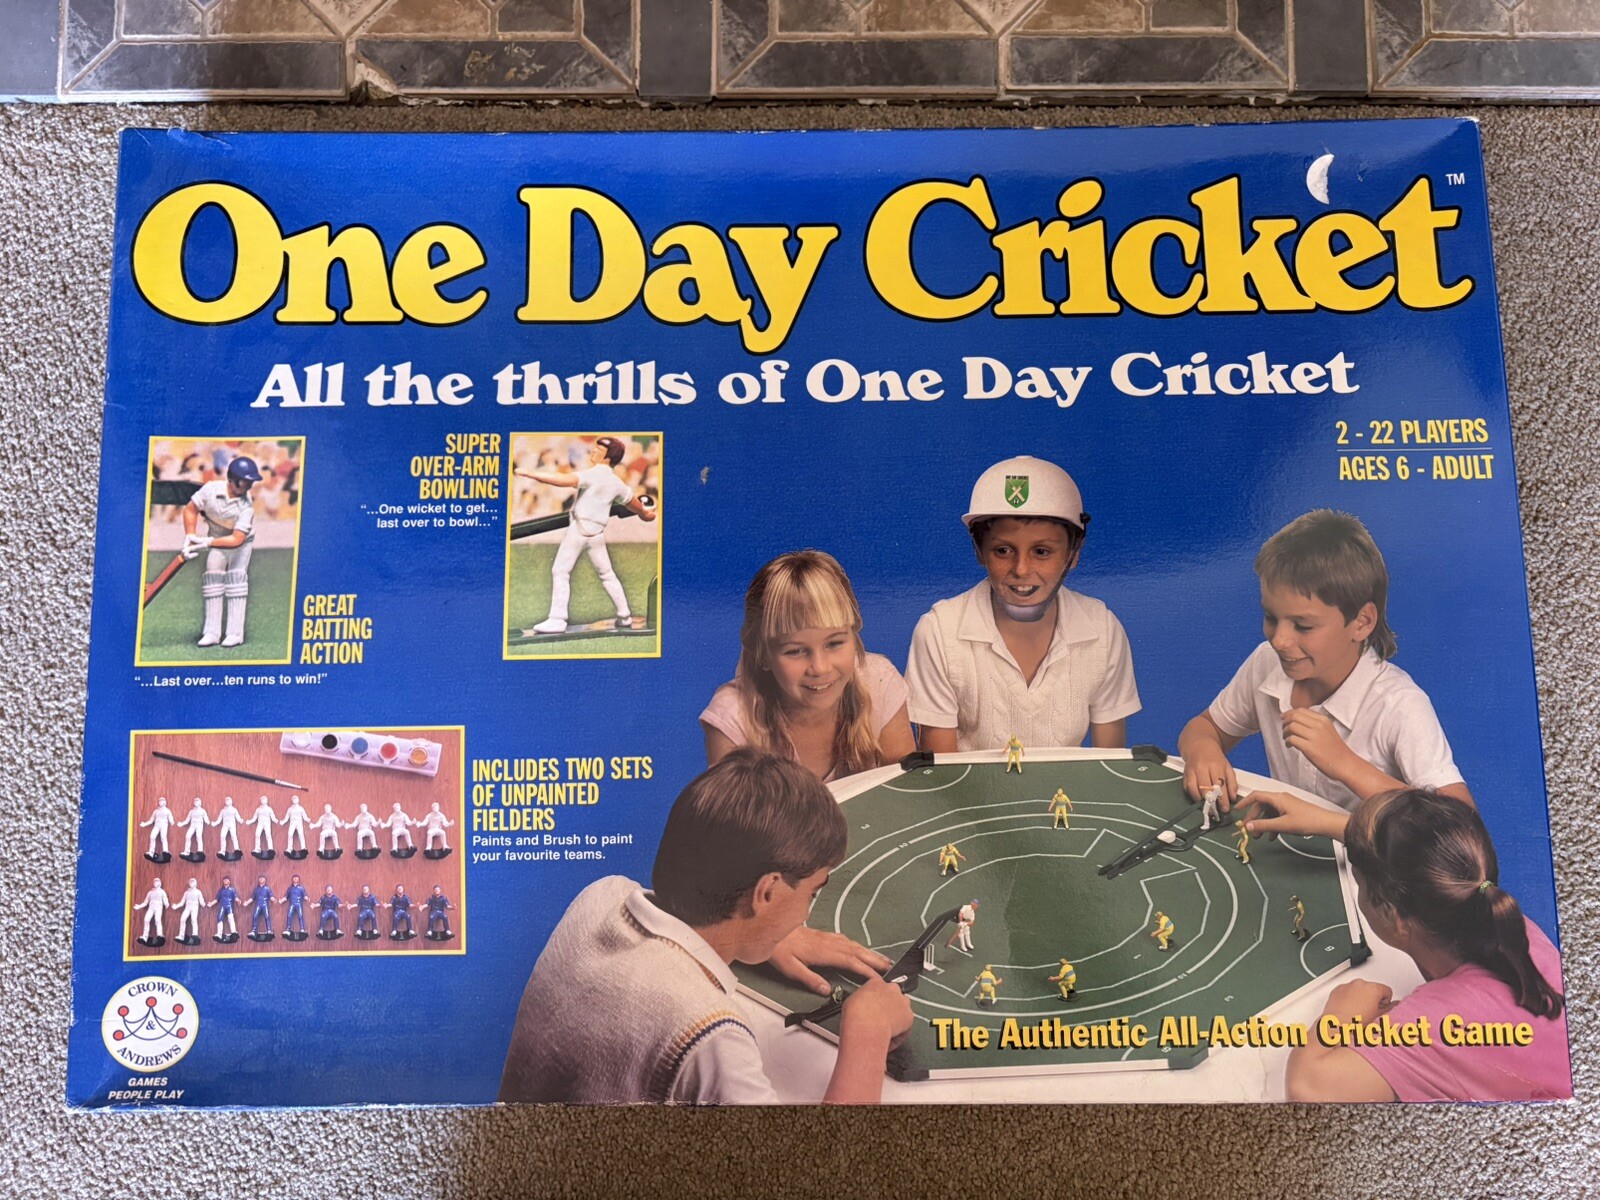 One Day Cricket™
All the thrills of One Day Cricket
2 - 22 PLAYERS
AGES 6 - ADULT
SUPER
OVER-ARM
BOWLING
“...One wicket to get...
last over to bowl...”
GREAT
BATTING
ACTION
“...Last over...ten runs to win!”
INCLUDES TWO SETS
OF UNPAINTED
FIELDERS
Paints and Brush to paint
your favourite teams.
The Authentic All-Action Cricket Game
CROWN
&
ANDREWS
GAMES
PEOPLE PLAY